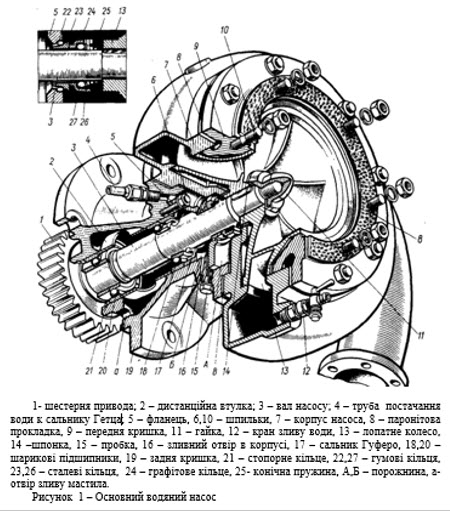 5 22 23 24 25 13
3 27 26
10
9
8
7
6
5
4
3
2
1
21 20 а 19 18 17 Б 16 15 А 8 14 13 12 11
8
1- шестерня привода; 2 – дистанційна втулка; 3 – вал насосу; 4 – труба постачання
води к сальнику Гетца; 5 – фланець, 6,10 – шпильки, 7 – корпус насоса, 8 – паронітова
прокладка, 9 – передня кришка, 11 – гайка, 12 – кран зливу води, 13 – лопатне колесо,
14 –шпонка, 15 – пробка, 16 – зливний отвір в корпусі, 17 – сальник Гуферо, 18,20 –
шарикові підшипники, 19 – задня кришка, 21 – стопорне кільце, 22,27 – гумові кільця,
23,26 – сталеві кільця, 24 – графітове кільце, 25- конічна пружина, А,Б – порожнина, а-
отвір зливу мастила.
Рисунок 1 – Основний водяний насос